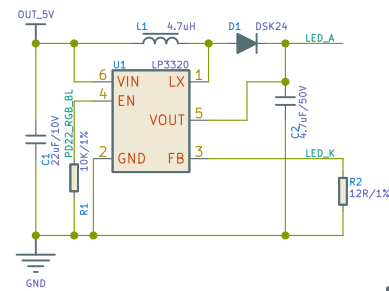 OUT_5V
L1
4.7uH
D1
DSK24
LED_A
U1
LP3320
6
VIN
LX
1
4
EN
VOUT
5
2
GND
FB
3
PD22_RGB_BL
C1
22uF/10V
10K/1%
R1
C2
4.7uF/50V
LED_K
R2
12R/1%
GND